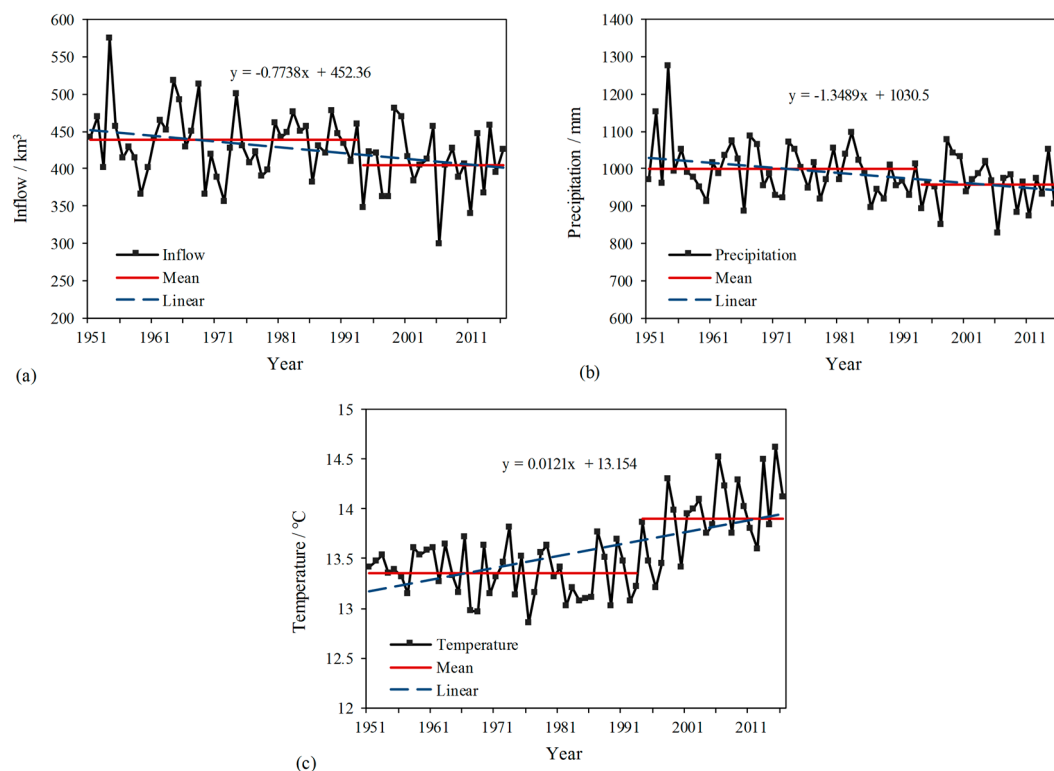 600
550
500
450
400
350
300
250
200
Inflow / km³
y = -0.7738x + 452.36
Inflow
Mean
Linear
1951 1961 1971 1981 1991 2001 2011
Year
(a)
1400
1300
1200
1100
1000
900
800
700
600
Precipitation / mm
y = -1.3489x + 1030.5
Precipitation
Mean
Linear
1951 1961 1971 1981 1991 2001 2011
Year
(b)
15
14.5
14
13.5
13
12.5
12
Temperature / °C
y = 0.0121x + 13.154
Temperature
Mean
Linear
1951 1961 1971 1981 1991 2001 2011
Year
(c)